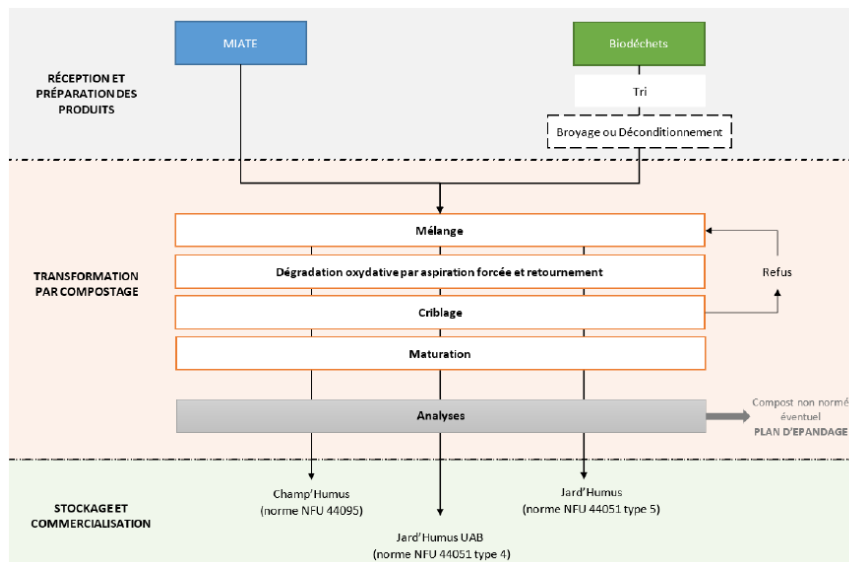 MIATE
Biodéchets
RÉCEPTION ET
PRÉPARATION DES
PRODUITS
Tri
Broyage ou Déconditionnement
Mélange
TRANSFORMATION
PAR COMPOSTAGE
Dégradation oxydative par aspiration forcée et retournement
Refus
Criblage
Maturation
Analyses
Compost non normé
éventuel
PLAN D'EPANDAGE
STOCKAGE ET
COMMERCIALISATION
Champ'Humus
(norme NFU 44095)
Jard'Humus
(norme NFU 44051 type 5)
Jard'Humus UAB
(norme NFU 44051 type 4)